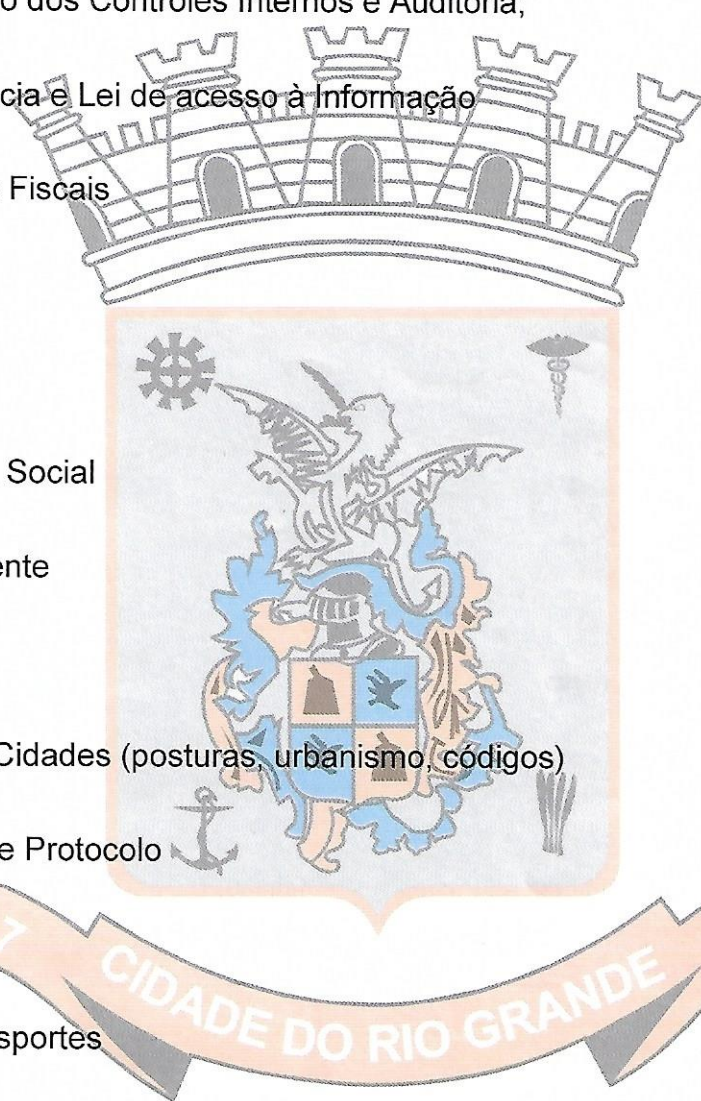 o dos Controles Internos e Auditoria,
cia e Lei de acesso à Informação
Fiscais
Social
ente
Cidades (posturas, urbanismo, códigos)
e Protocolo
7 CIDADE DO RIO GRANDE
sportes